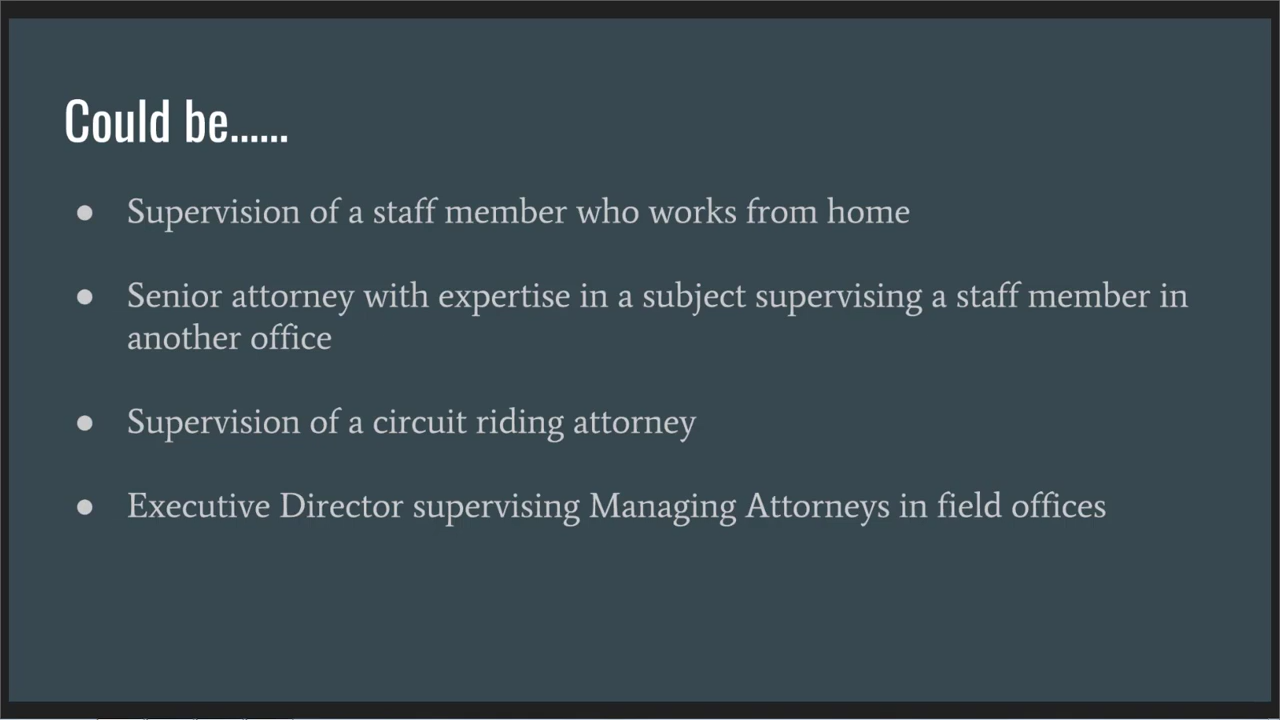 Could be......
● Supervision of a staff member who works from home
● Senior attorney with expertise in a subject supervising a staff member in
another office
● Supervision of a circuit riding attorney
● Executive Director supervising Managing Attorneys in field offices